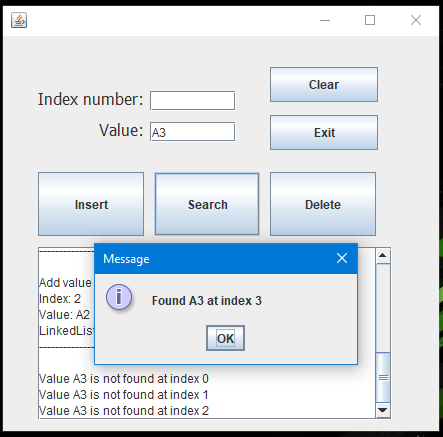 Clear
Index number:
Value: A3
Exit
Insert Search Delete
Message
Found A3 at index 3
OK
Add value
Index: 2
Value: A2
Value A3 is not found at index 0
Value A3 is not found at index 1
Value A3 is not found at index 2